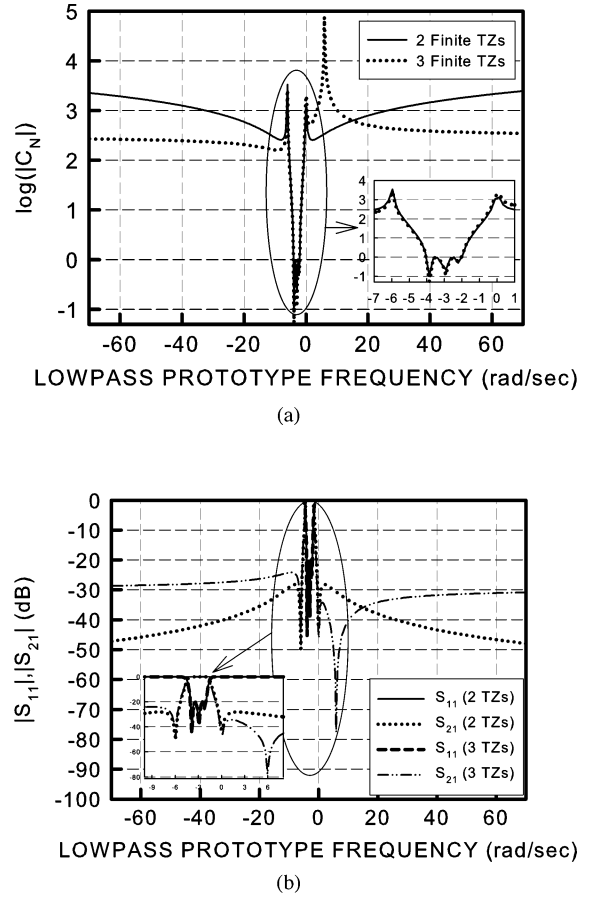 5
4
3
2
1
0
-1
log(|C_N|)
2 Finite TZs
3 Finite TZs
4
3
2
1
0
-1
-7 -6 -5 -4 -3 -2 -1 0 1
-60 -40 -20 0 20 40 60
LOWPASS PROTOTYPE FREQUENCY (rad/sec)
(a)
0
-10
-20
-30
-40
-50
-60
-70
-80
-90
-100
|S₁₁|,|S₂₁| (dB)
0
-20
-40
-60
-80
-9 -6 -3 0 3 6
S₁₁ (2 TZs)
S₂₁ (2 TZs)
S₁₁ (3 TZs)
S₂₁ (3 TZs)
-60 -40 -20 0 20 40 60
LOWPASS PROTOTYPE FREQUENCY (rad/sec)
(b)